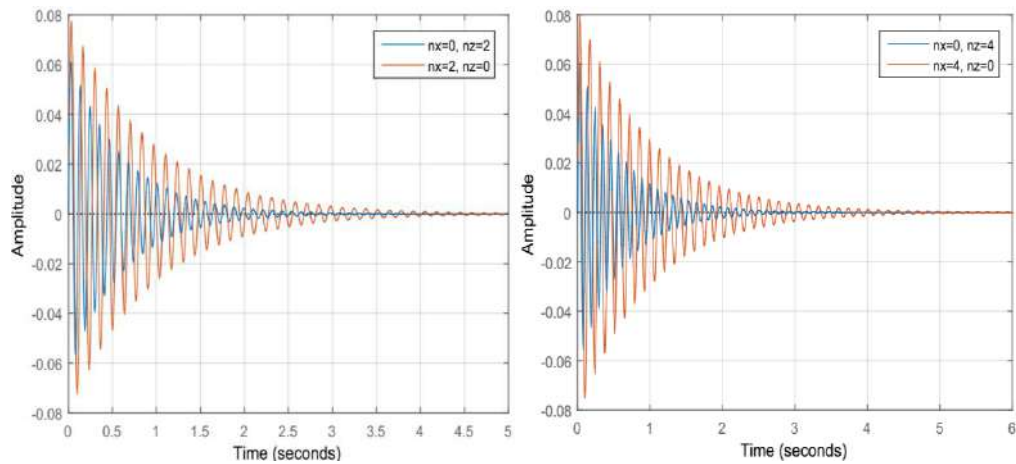 0.08
0.06
0.04
0.02
0
-0.02
-0.04
-0.06
-0.08
Amplitude
0 0.5 1 1.5 2 2.5 3 3.5 4 4.5 5
Time (seconds)
nx=0, nz=2
nx=2, nz=0
0.08
0.06
0.04
0.02
0
-0.02
-0.04
-0.06
-0.08
Amplitude
0 1 2 3 4 5 6
Time (seconds)
nx=0, nz=4
nx=4, nz=0